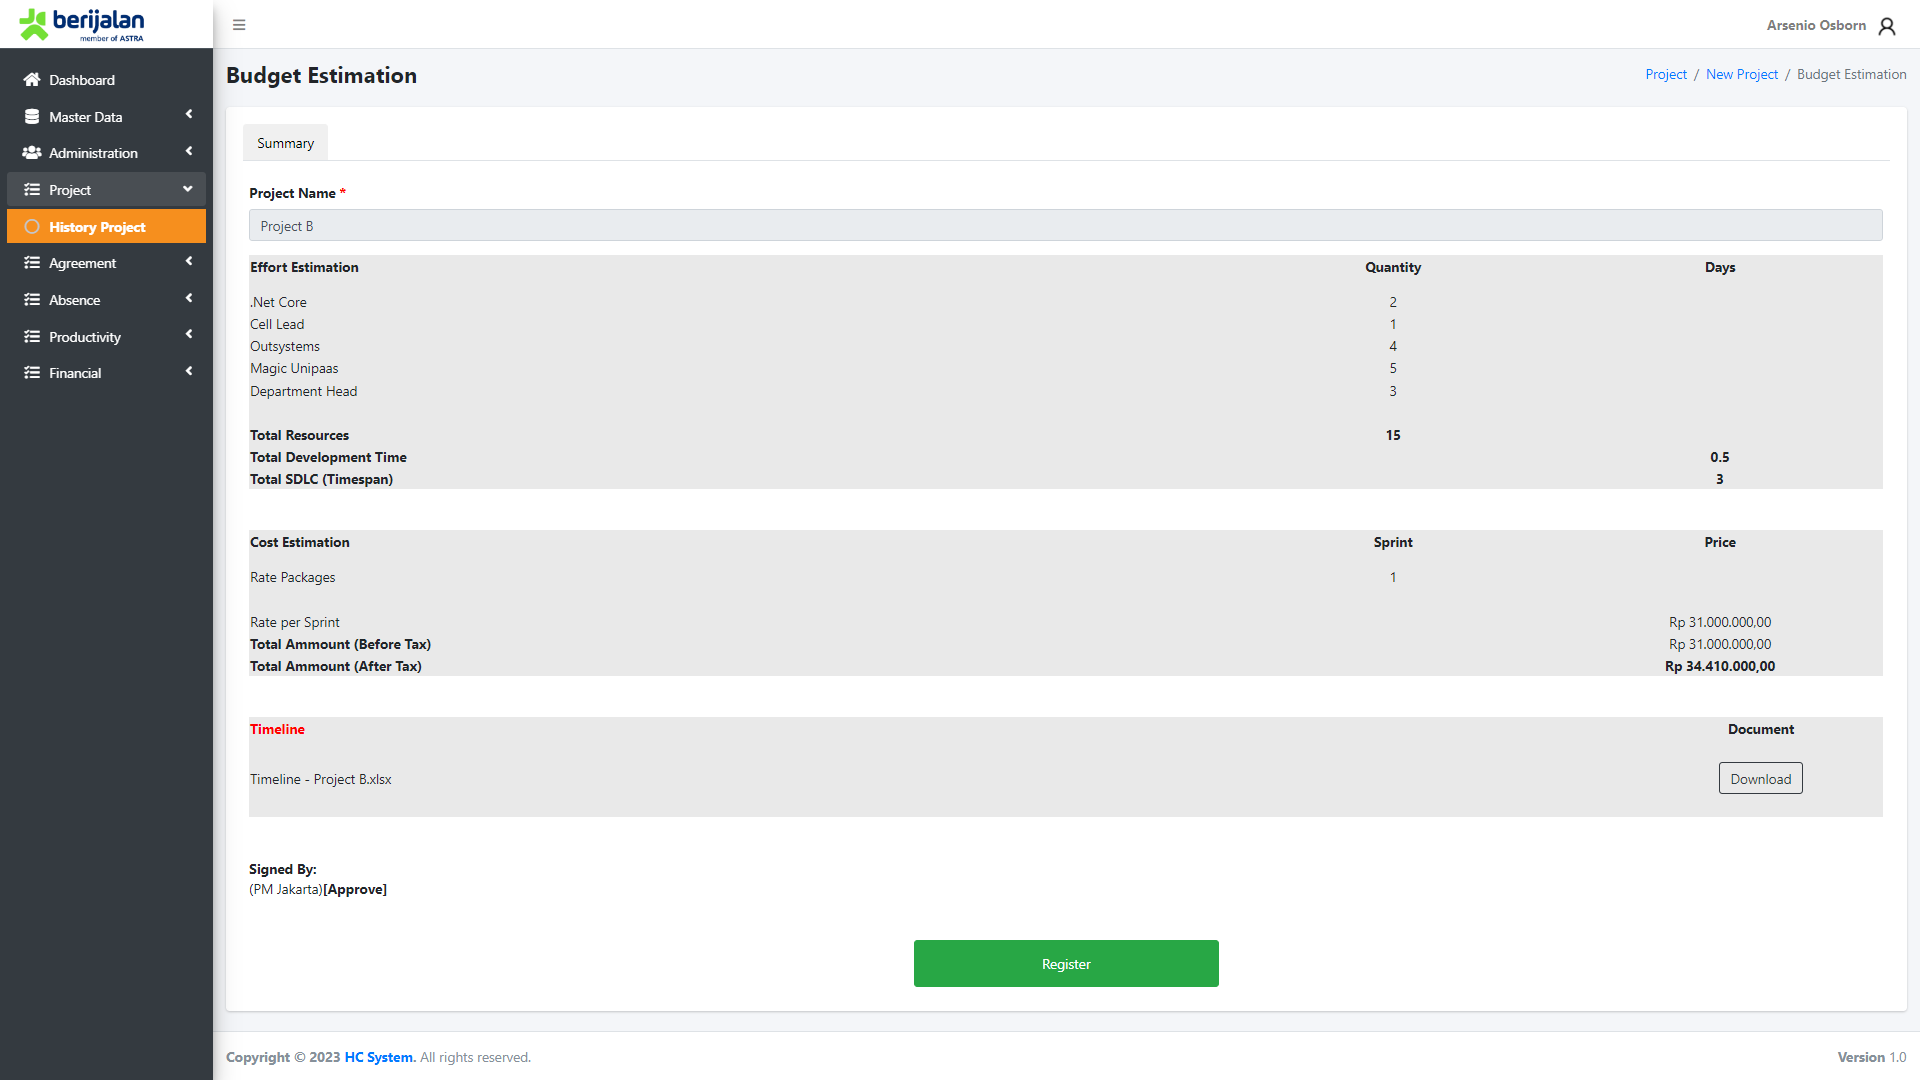 berijalan
member of ASTRA
Arsenio Osborn
Dashboard
Master Data
Administration
Project
History Project
Agreement
Absence
Productivity
Financial
Budget Estimation
Project / New Project / Budget Estimation
Summary
Project Name *
Project B
Effort Estimation Quantity Days
.Net Core 2
Cell Lead 1
Outsystems 4
Magic Unipaas 5
Department Head 3
Total Resources 15
Total Development Time 0.5
Total SDLC (Timespan) 3
Cost Estimation Sprint Price
Rate Packages 1
Rate per Sprint Rp 31.000.000,00
Total Ammount (Before Tax) Rp 31.000.000,00
Total Ammount (After Tax) Rp 34.410.000,00
Timeline Document
Timeline - Project B.xlsx Download
Signed By:
(PM Jakarta)[Approve]
Register
Copyright © 2023 HC System. All rights reserved.
Version 1.0